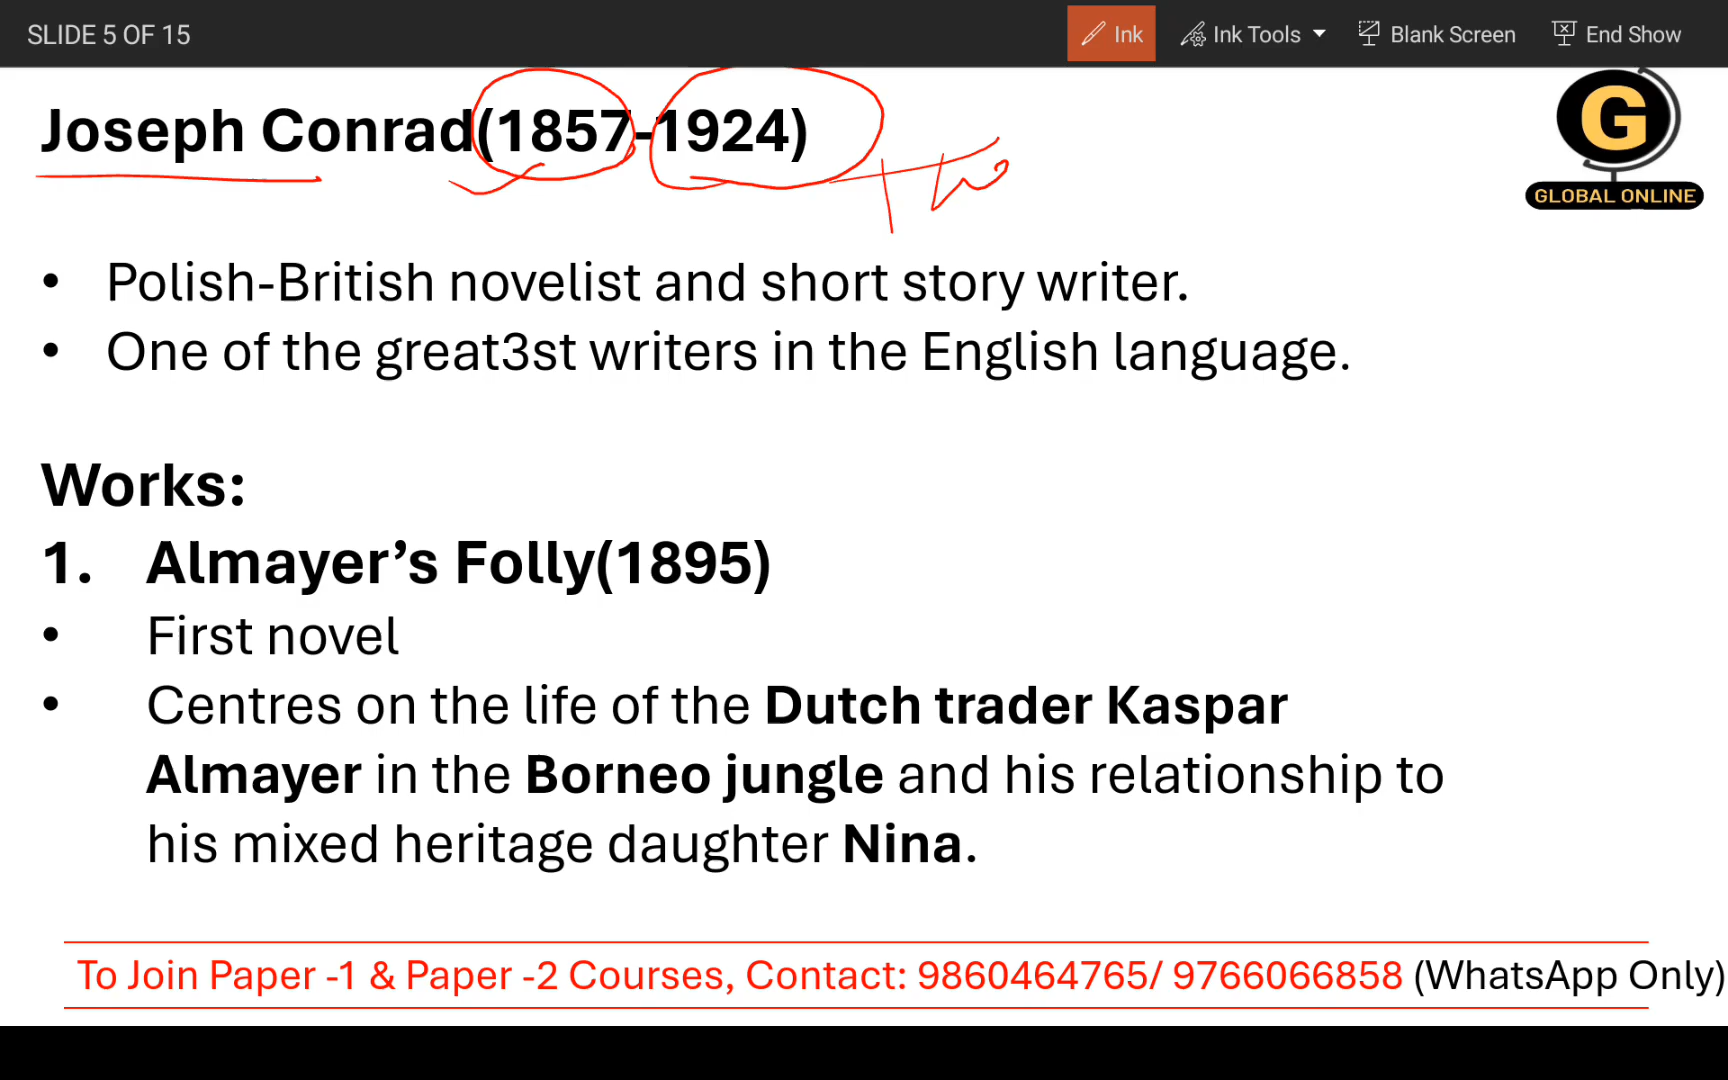 SLIDE 5 OF 15
Ink
Ink Tools
Blank Screen
End Show
Joseph Conrad(1857-1924)
G
GLOBAL ONLINE
• Polish-British novelist and short story writer.
• One of the great3st writers in the English language.
Works:
1. Almayer’s Folly(1895)
• First novel
• Centres on the life of the Dutch trader Kaspar
Almayer in the Borneo jungle and his relationship to
his mixed heritage daughter Nina.
To Join Paper -1 & Paper -2 Courses, Contact: 9860464765/ 9766066858 (WhatsApp Only)